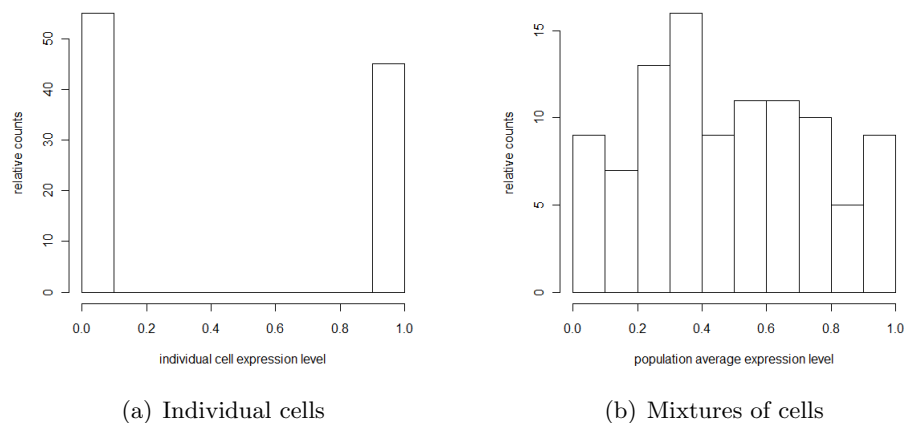 relative counts
50
40
30
20
10
0
0.0 0.2 0.4 0.6 0.8 1.0
individual cell expression level
(a) Individual cells
relative counts
15
10
5
0
0.0 0.2 0.4 0.6 0.8 1.0
population average expression level
(b) Mixtures of cells